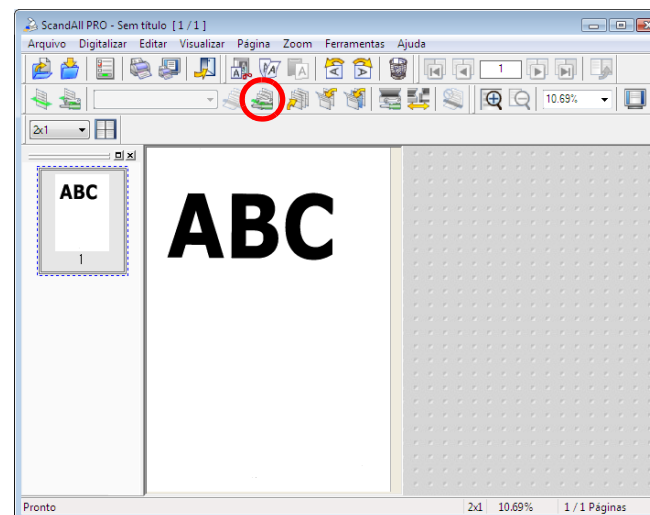 ScandAll PRO - Sem título [ 1 / 1 ]
Arquivo Digitalizar Editar Visualizar Página Zoom Ferramentas Ajuda
1
10.69%
2x1
ABC
1
ABC
Pronto 2x1 10.69% 1 / 1 Páginas